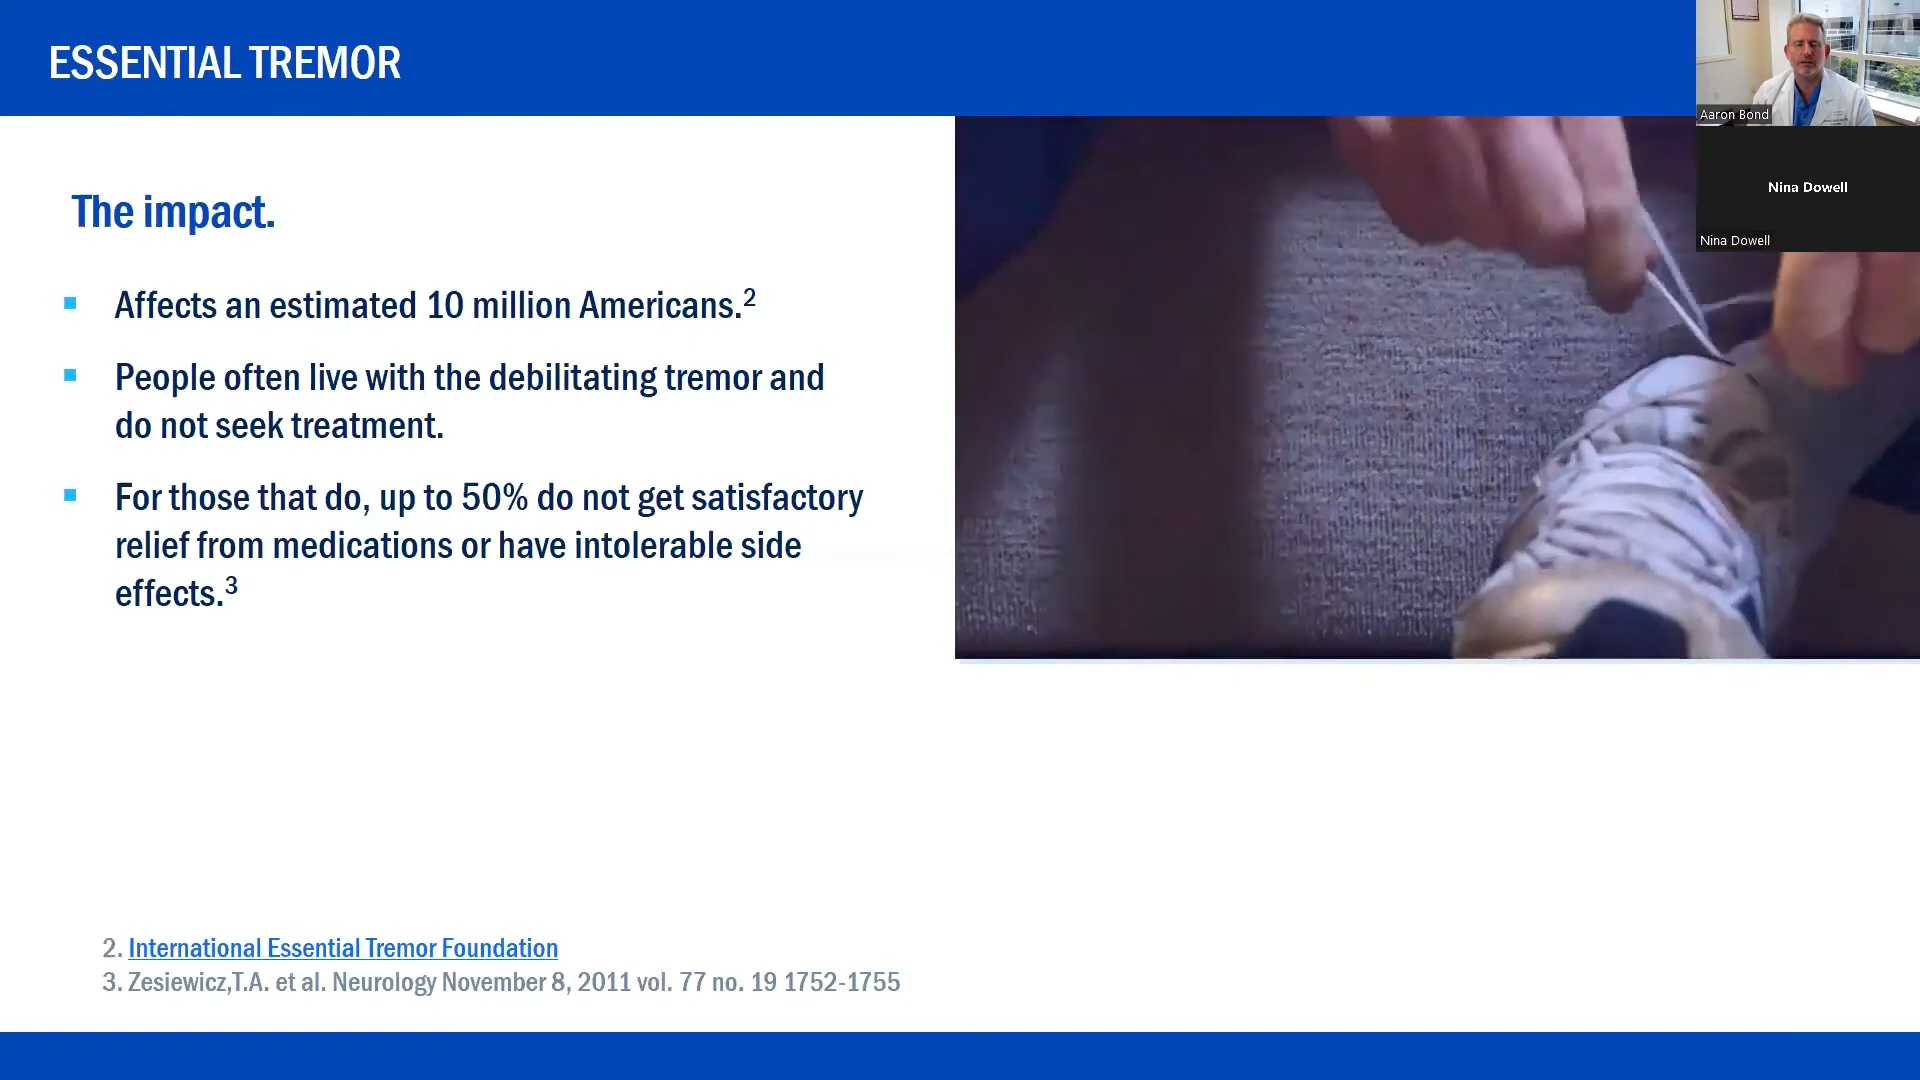 ESSENTIAL TREMOR
Aaron Bond
Nina Dowell
Nina Dowell
The impact.
Affects an estimated 10 million Americans.2
People often live with the debilitating tremor and
do not seek treatment.
For those that do, up to 50% do not get satisfactory
relief from medications or have intolerable side
effects.3
2. International Essential Tremor Foundation
3. Zesiewicz,T.A. et al. Neurology November 8, 2011 vol. 77 no. 19 1752-1755